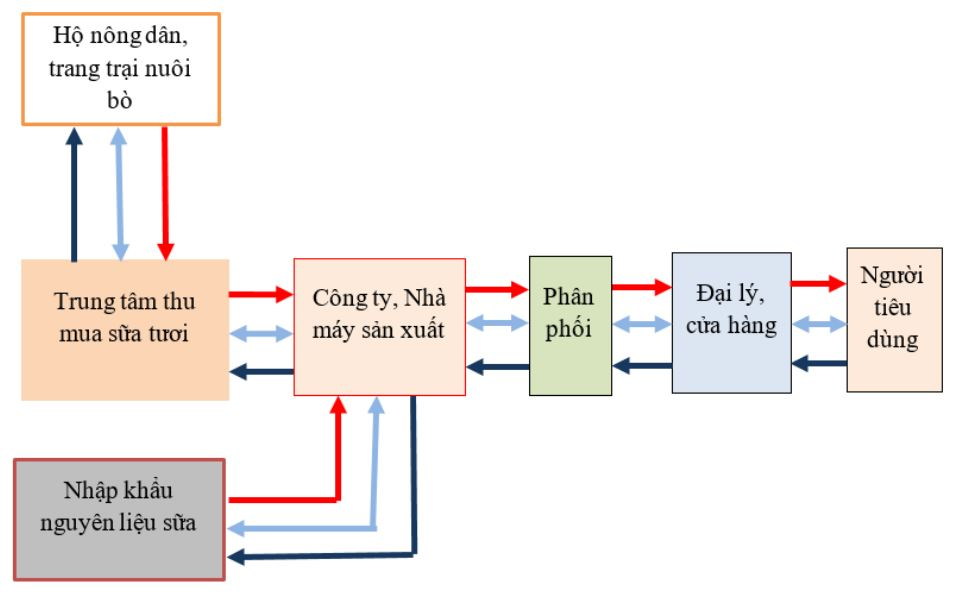 Hộ nông dân,
trang trại nuôi
bò
Trung tâm thu
mua sữa tươi
Công ty, Nhà
máy sản xuất
Phân
phối
Đại lý,
cửa hàng
Người
tiêu
dùng
Nhập khẩu
nguyên liệu sữa